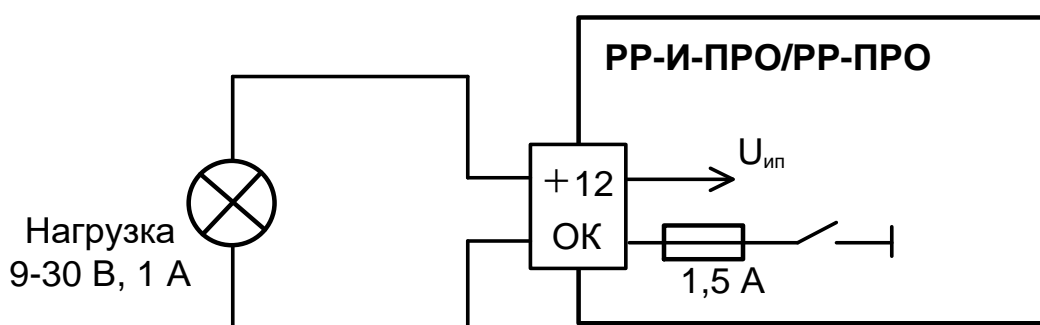 РР-И-ПРО/РР-ПРО
+12
Uип
ОК
1,5 А
Нагрузка
9-30 В, 1 А